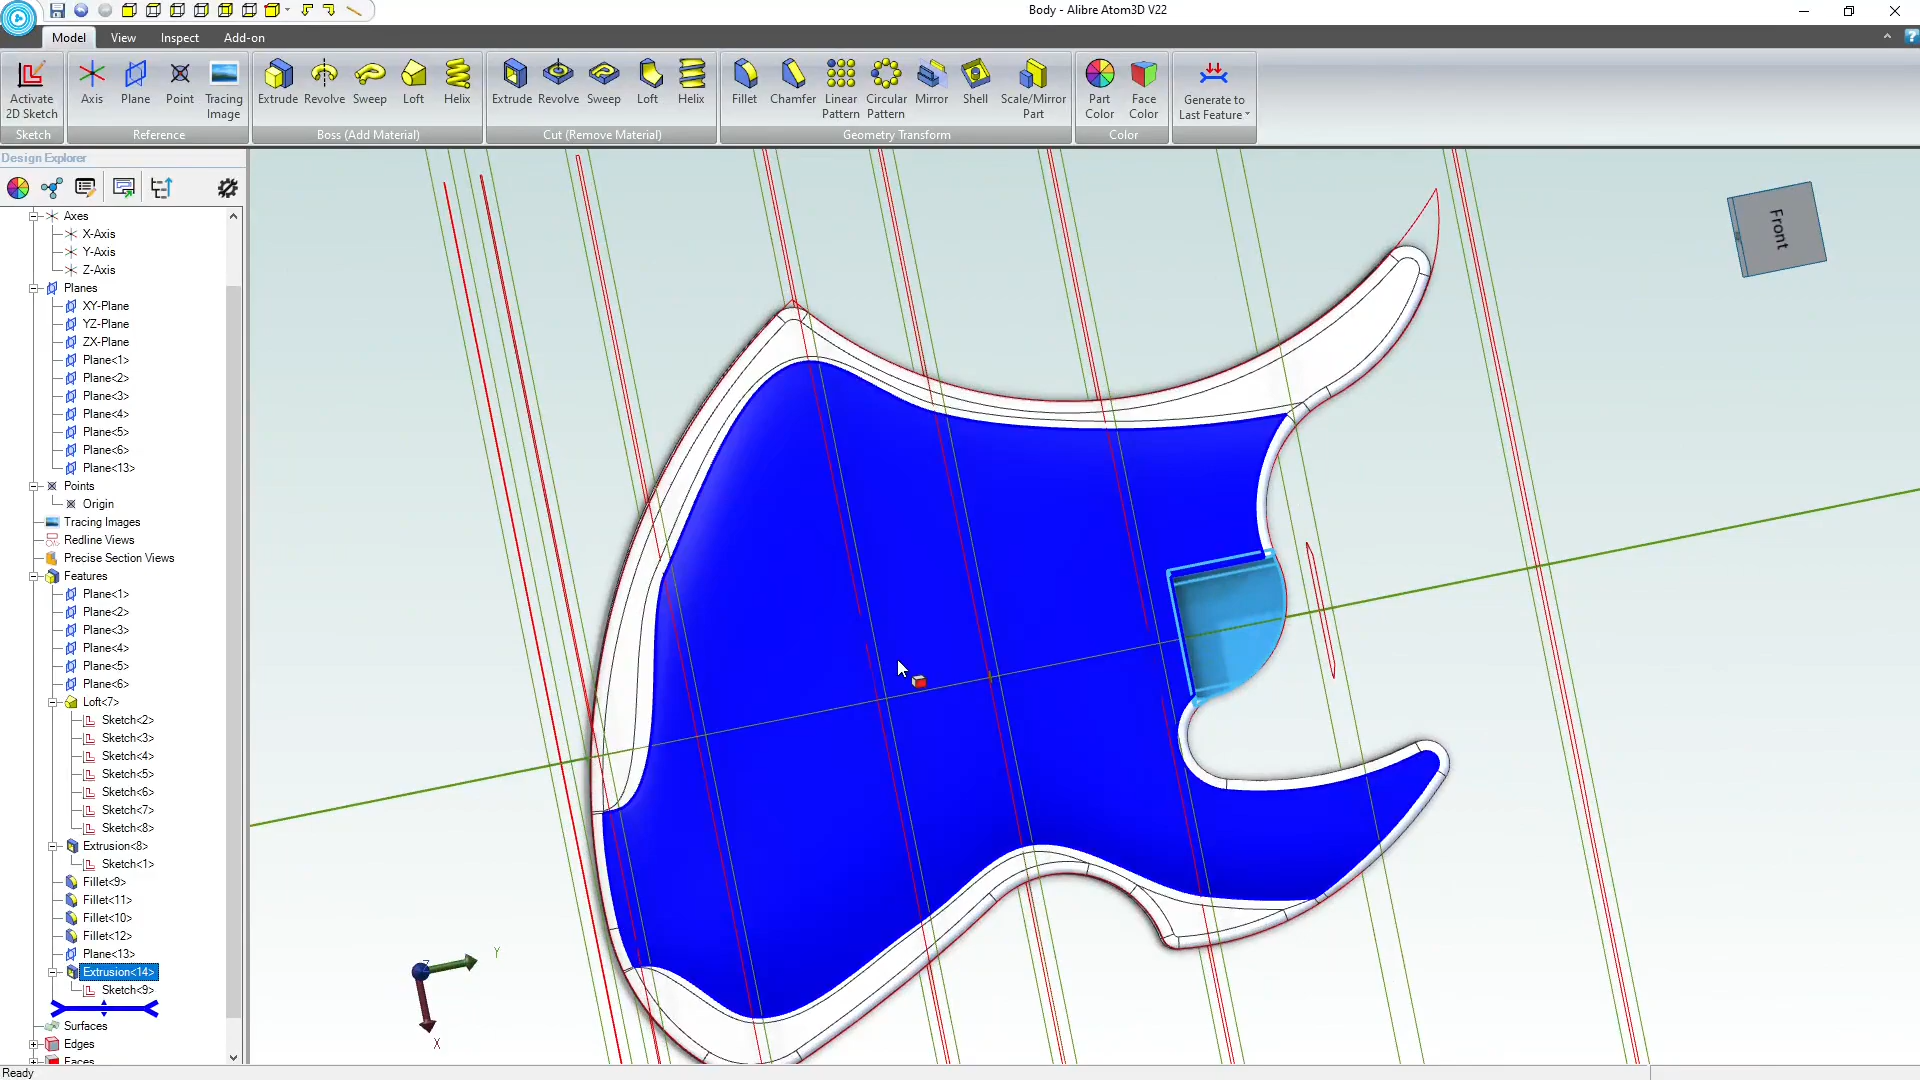 Body - Alibre Atom3D V22
Model View Inspect Add-on
Activate 2D Sketch
Axis Plane Point Tracing Image
Extrude Revolve Sweep Loft Helix
Extrude Revolve Sweep Loft Helix
Fillet Chamfer Linear Pattern Circular Pattern Mirror Shell Scale/Mirror Part
Part Color Face Color
Generate to Last Feature
Sketch Reference Boss (Add Material) Cut (Remove Material) Geometry Transform Color
Design Explorer
Axes
X-Axis
Y-Axis
Z-Axis
Planes
XY-Plane
YZ-Plane
ZX-Plane
Plane<1>
Plane<2>
Plane<3>
Plane<4>
Plane<5>
Plane<6>
Plane<13>
Points
Origin
Tracing Images
Redline Views
Precise Section Views
Features
Plane<1>
Plane<2>
Plane<3>
Plane<4>
Plane<5>
Plane<6>
Loft<7>
Sketch<2>
Sketch<3>
Sketch<4>
Sketch<5>
Sketch<6>
Sketch<7>
Sketch<8>
Extrusion<8>
Sketch<1>
Fillet<9>
Fillet<11>
Fillet<10>
Fillet<12>
Plane<13>
Extrusion<14>
Sketch<9>
Surfaces
Edges
Faces
Front
Z
Y
X
Ready